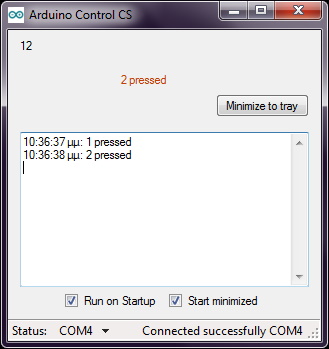 Arduino Control CS
12
2 pressed
Minimize to tray
10:36:37 μμ: 1 pressed
10:36:38 μμ: 2 pressed
Run on Startup Start minimized
Status: COM4 Connected successfully COM4